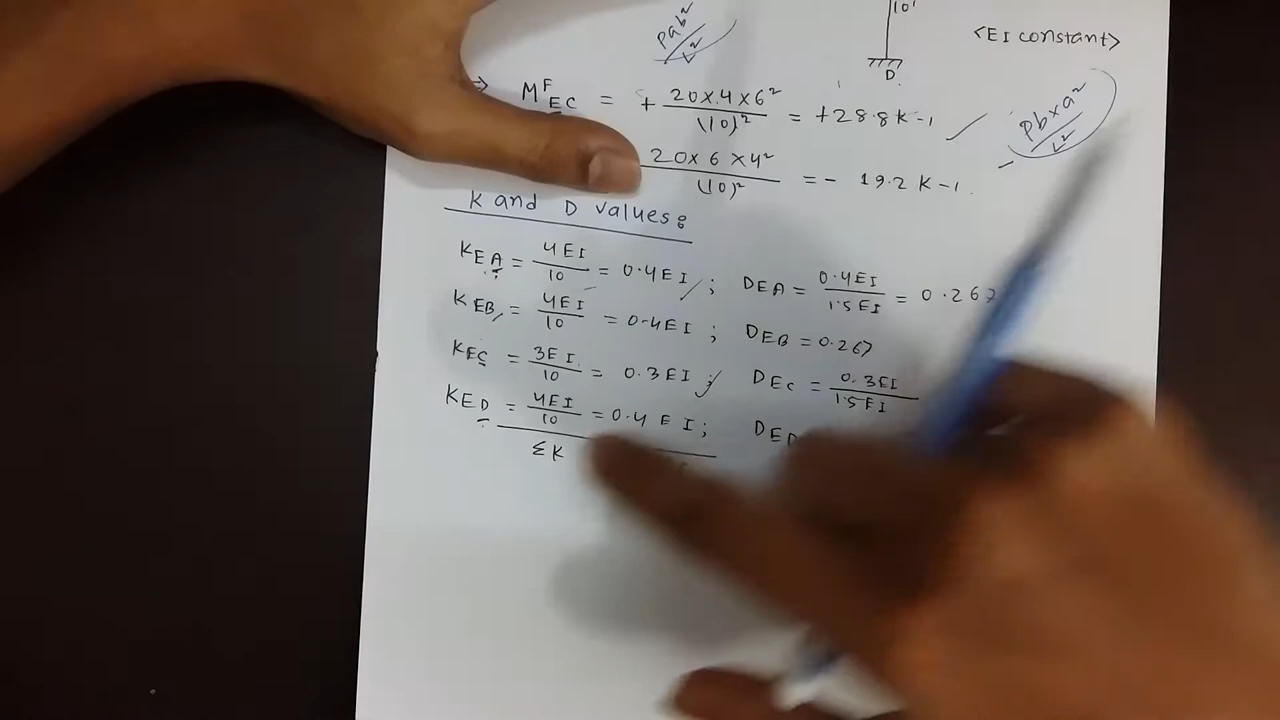 10'
Pab²
L²
<EI constant>
D
⇒ Mᶠ_EC = + 20x4x6² / (10)² = +28.8 K-1
Pbxa²
L²
20x 6 x4² / (10)² = - 19.2 K-1.
K and D values:
K_EA = 4EI / 10 = 0.4EI ; D_EA = 0.4EI / 1.5EI = 0.267
K_EB = 4EI / 10 = 0.4EI ; D_EB = 0.267
K_EC = 3EI / 10 = 0.3EI ; D_EC = 0.3EI / 1.5EI
K_ED = 4EI / 10 = 0.4 EI ; D_ED
ΣK